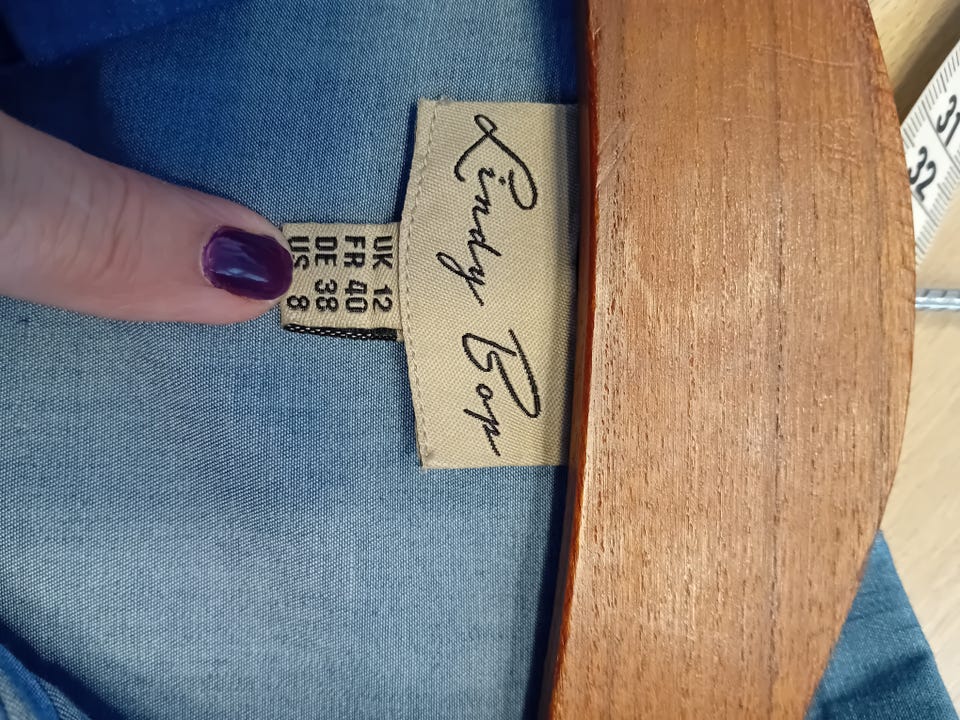 Lindy Bop
UK 12
FR 40
DE 38
US 8
31
32